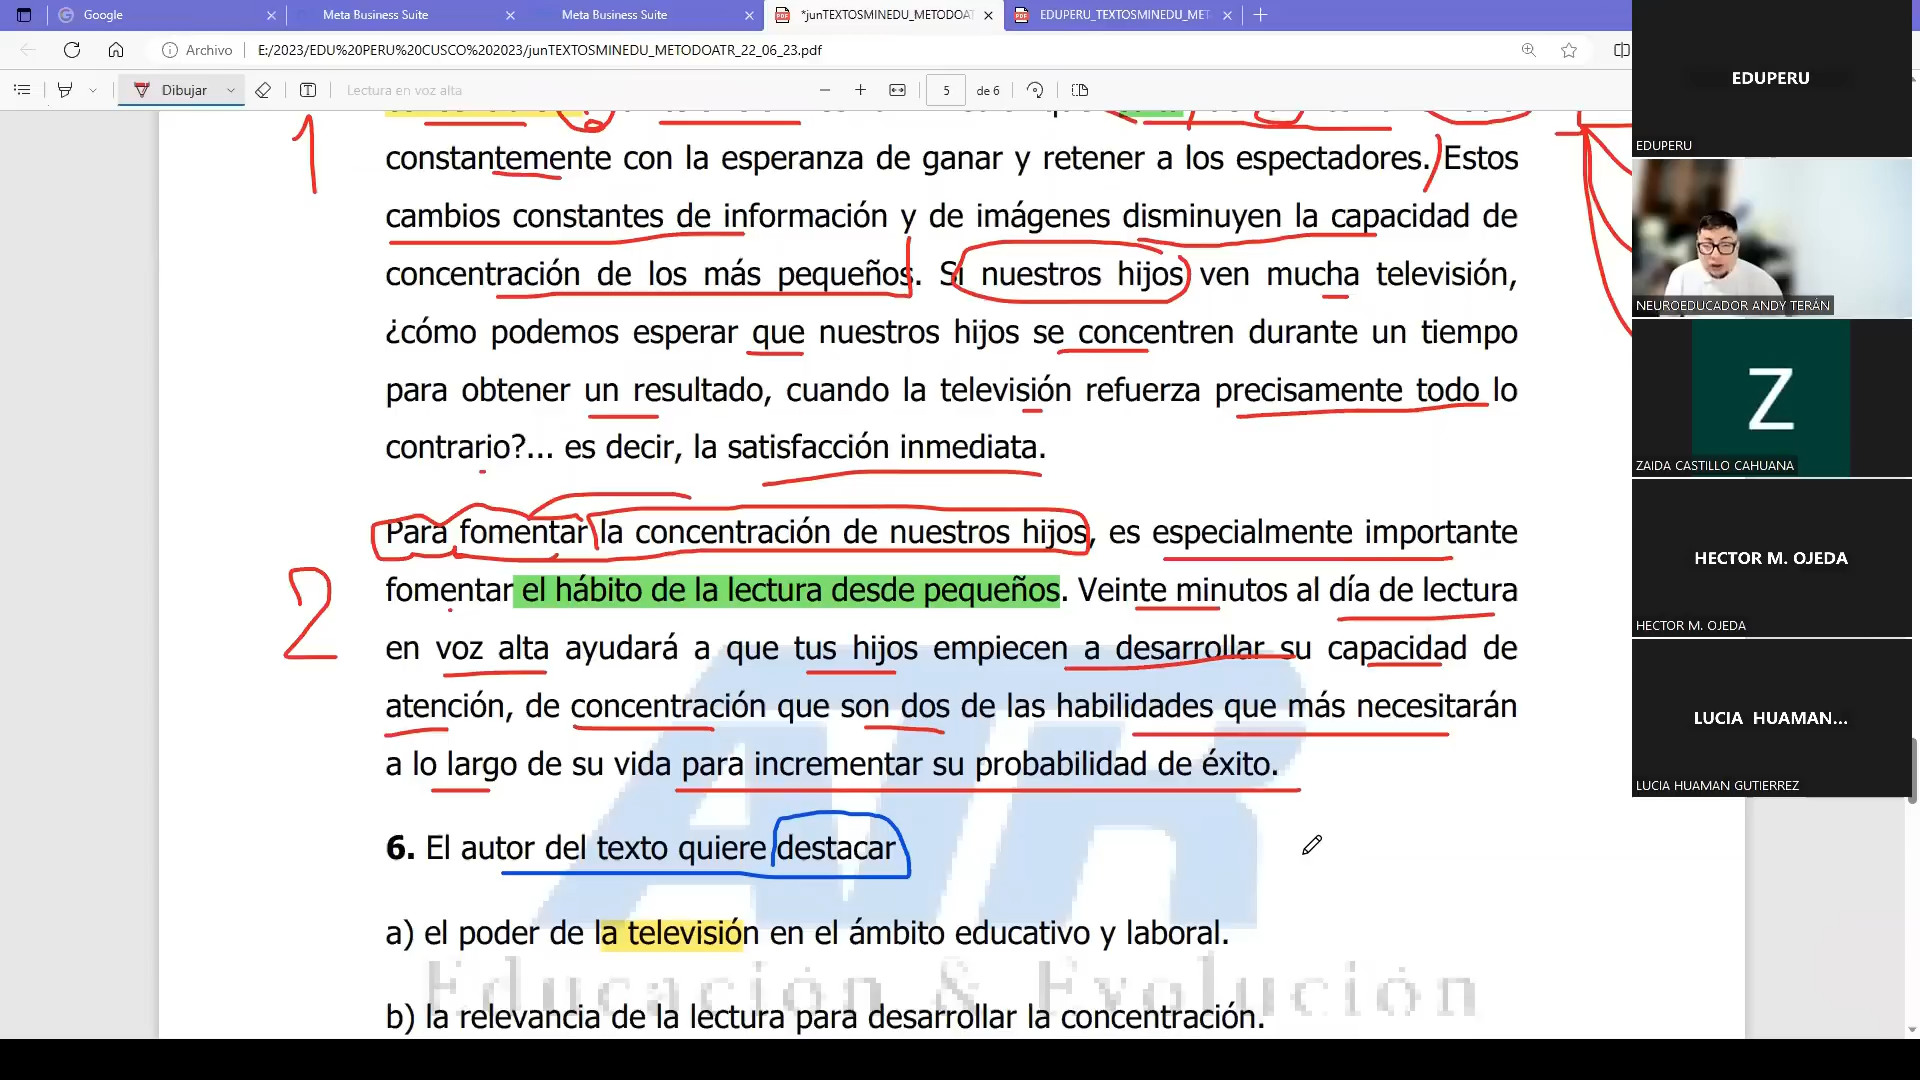 Google
Meta Business Suite
Meta Business Suite
*junTEXTOSMINEDU_METODOAT
EDUPERU_TEXTOSMINEDU_MET
Archivo
E:/2023/EDU%20PERU%20CUSCO%202023/junTEXTOSMINEDU_METODOATR_22_06_23.pdf
Dibujar
Lectura en voz alta
5
de 6
1
constantemente con la esperanza de ganar y retener a los espectadores. Estos
cambios constantes de información y de imágenes disminuyen la capacidad de
concentración de los más pequeños. Si nuestros hijos ven mucha televisión,
¿cómo podemos esperar que nuestros hijos se concentren durante un tiempo
para obtener un resultado, cuando la televisión refuerza precisamente todo lo
contrario?... es decir, la satisfacción inmediata.
Para fomentar la concentración de nuestros hijos, es especialmente importante
2
fomentar el hábito de la lectura desde pequeños. Veinte minutos al día de lectura
en voz alta ayudará a que tus hijos empiecen a desarrollar su capacidad de
atención, de concentración que son dos de las habilidades que más necesitarán
a lo largo de su vida para incrementar su probabilidad de éxito.
6. El autor del texto quiere destacar
a) el poder de la televisión en el ámbito educativo y laboral.
b) la relevancia de la lectura para desarrollar la concentración.
ATR
Educación & Evolución
EDUPERU
EDUPERU
NEUROEDUCADOR ANDY TERÁN
Z
ZAIDA CASTILLO CAHUANA
HECTOR M. OJEDA
HECTOR M. OJEDA
LUCIA HUAMAN...
LUCIA HUAMAN GUTIERREZ